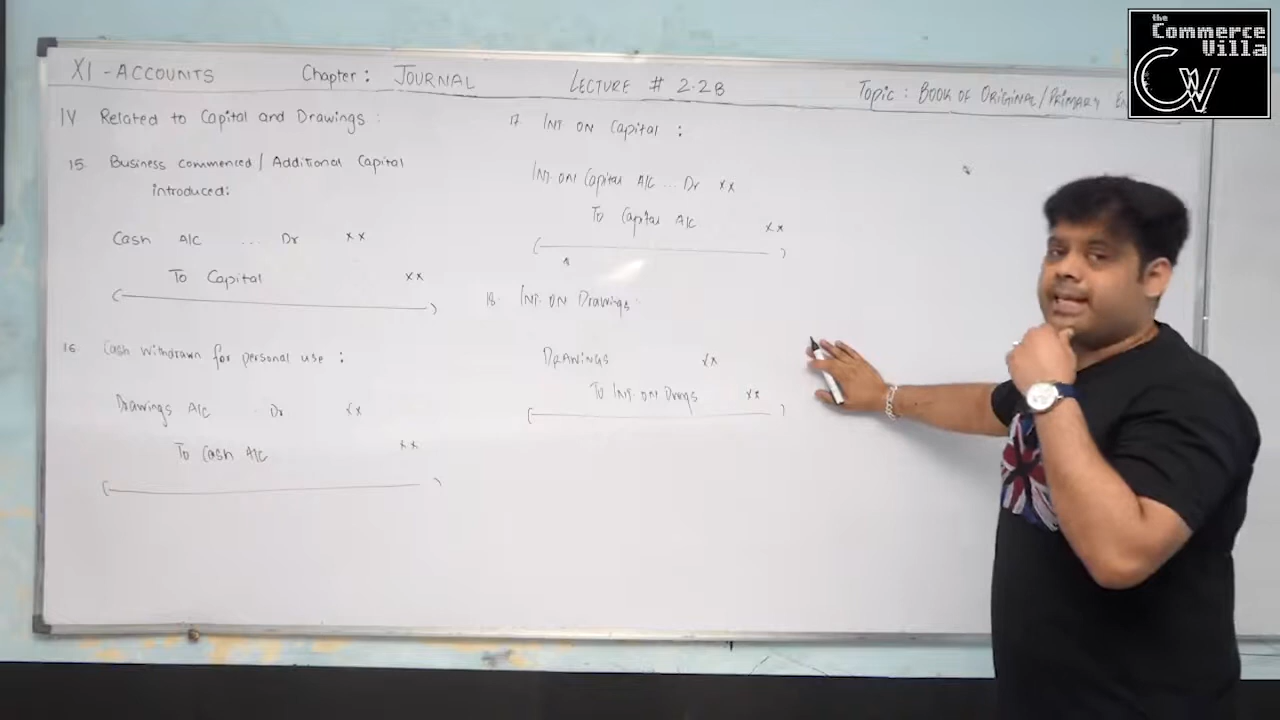 the
Commerce
Villa
CV
XI - ACCOUNTS Chapter : JOURNAL LECTURE # 2.28 Topic : BOOK OF ORIGINAL/PRIMARY
IV Related to Capital and Drawings :
15. Business commenced / Additional Capital
introduced:
Cash A/c ... Dr xx
To Capital xx
16. Cash withdrawn for personal use :
Drawings A/c .. Dr xx
To Cash A/c xx
17. INT ON Capital :
INT. on Capital A/c ... Dr xx
To Capital A/c xx
18. INT. ON Drawings
DRAWINGS xx
To INT. ON Drngs xx